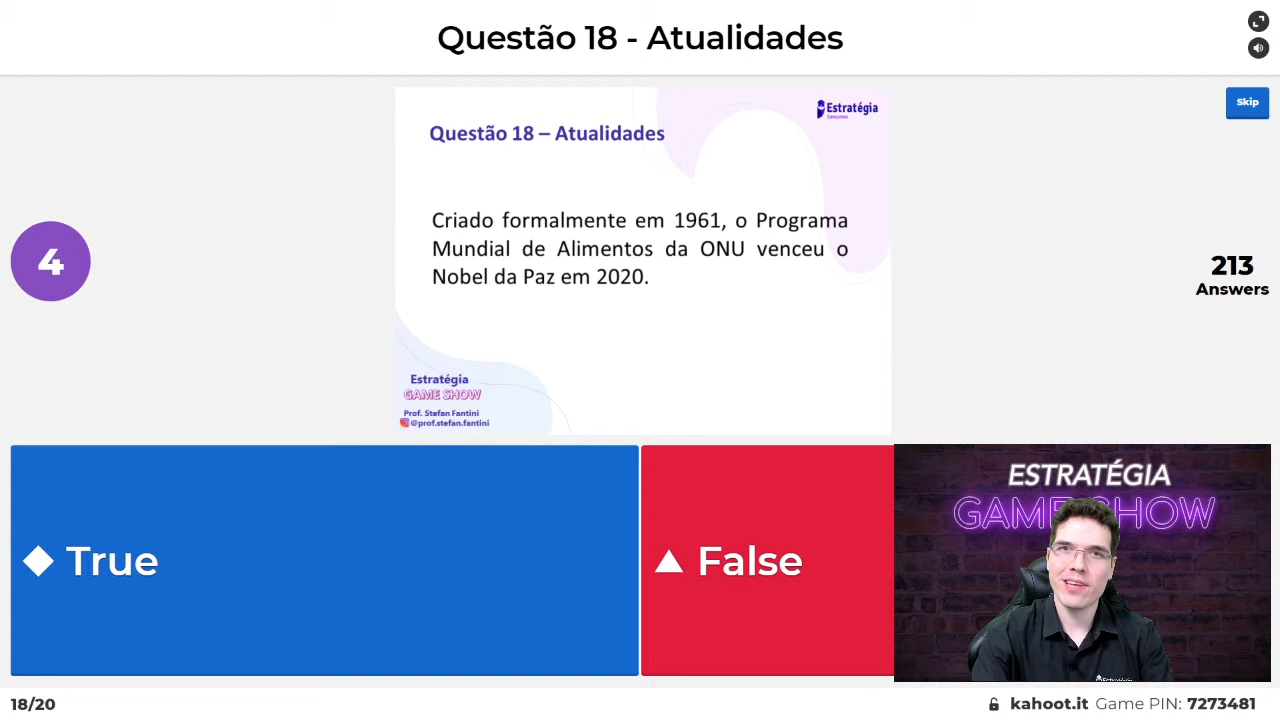 Questão 18 - Atualidades
Skip
Estratégia
Concursos
Questão 18 – Atualidades
Criado formalmente em 1961, o Programa
Mundial de Alimentos da ONU venceu o
Nobel da Paz em 2020.
4
213
Answers
Estratégia
GAME SHOW
Prof. Stefan Fantini
@prof.stefan.fantini
True
False
ESTRATÉGIA
GAME SHOW
18/20
kahoot.it Game PIN: 7273481